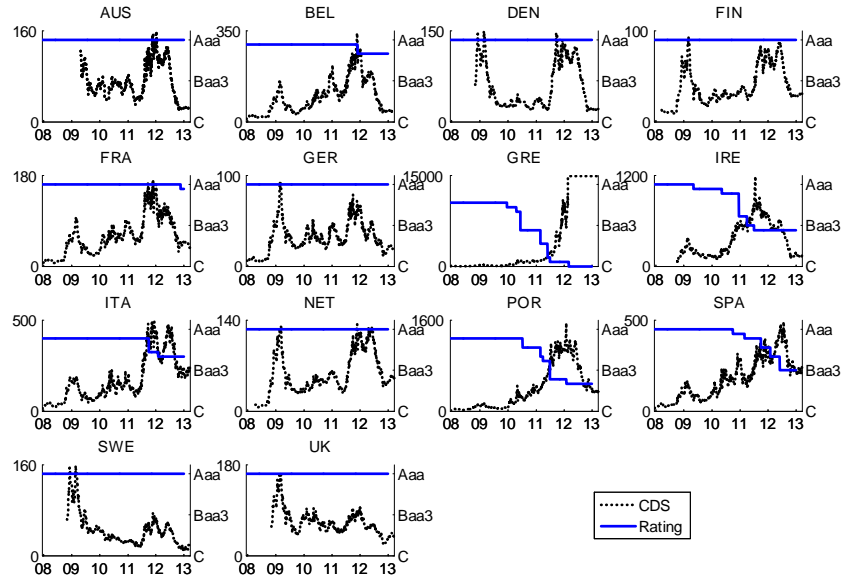 AUS BEL DEN FIN
160 Aaa 350 Aaa 150 Aaa 100 Aaa
Baa3 Baa3 Baa3 Baa3
0 C 0 C 0 C 0 C
08 09 10 11 12 13 08 09 10 11 12 13 08 09 10 11 12 13 08 09 10 11 12 13
FRA GER GRE IRE
180 Aaa 100 Aaa 15000 Aaa 1200 Aaa
Baa3 Baa3 Baa3 Baa3
0 C 0 C 0 C 0 C
08 09 10 11 12 13 08 09 10 11 12 13 08 09 10 11 12 13 08 09 10 11 12 13
ITA NET POR SPA
500 Aaa 140 Aaa 1600 Aaa 500 Aaa
Baa3 Baa3 Baa3 Baa3
0 C 0 C 0 C 0 C
08 09 10 11 12 13 08 09 10 11 12 13 08 09 10 11 12 13 08 09 10 11 12 13
SWE UK
160 Aaa 180 Aaa
Baa3 Baa3
0 C 0 C
08 09 10 11 12 13 08 09 10 11 12 13
CDS
Rating